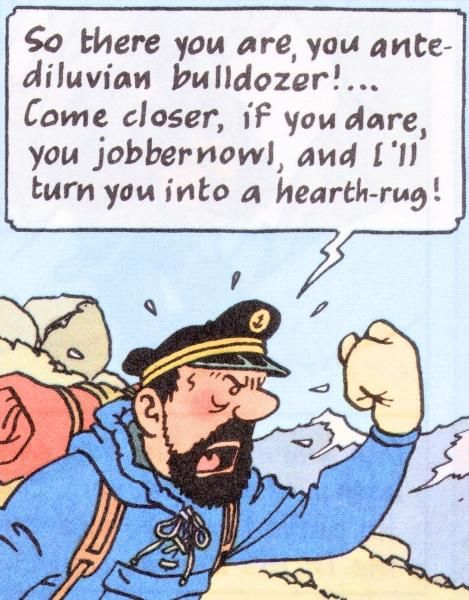 So there you are, you ante-
diluvian bulldozer!...
Come closer, if you dare,
you jobbernowl, and I'll
turn you into a hearth-rug!